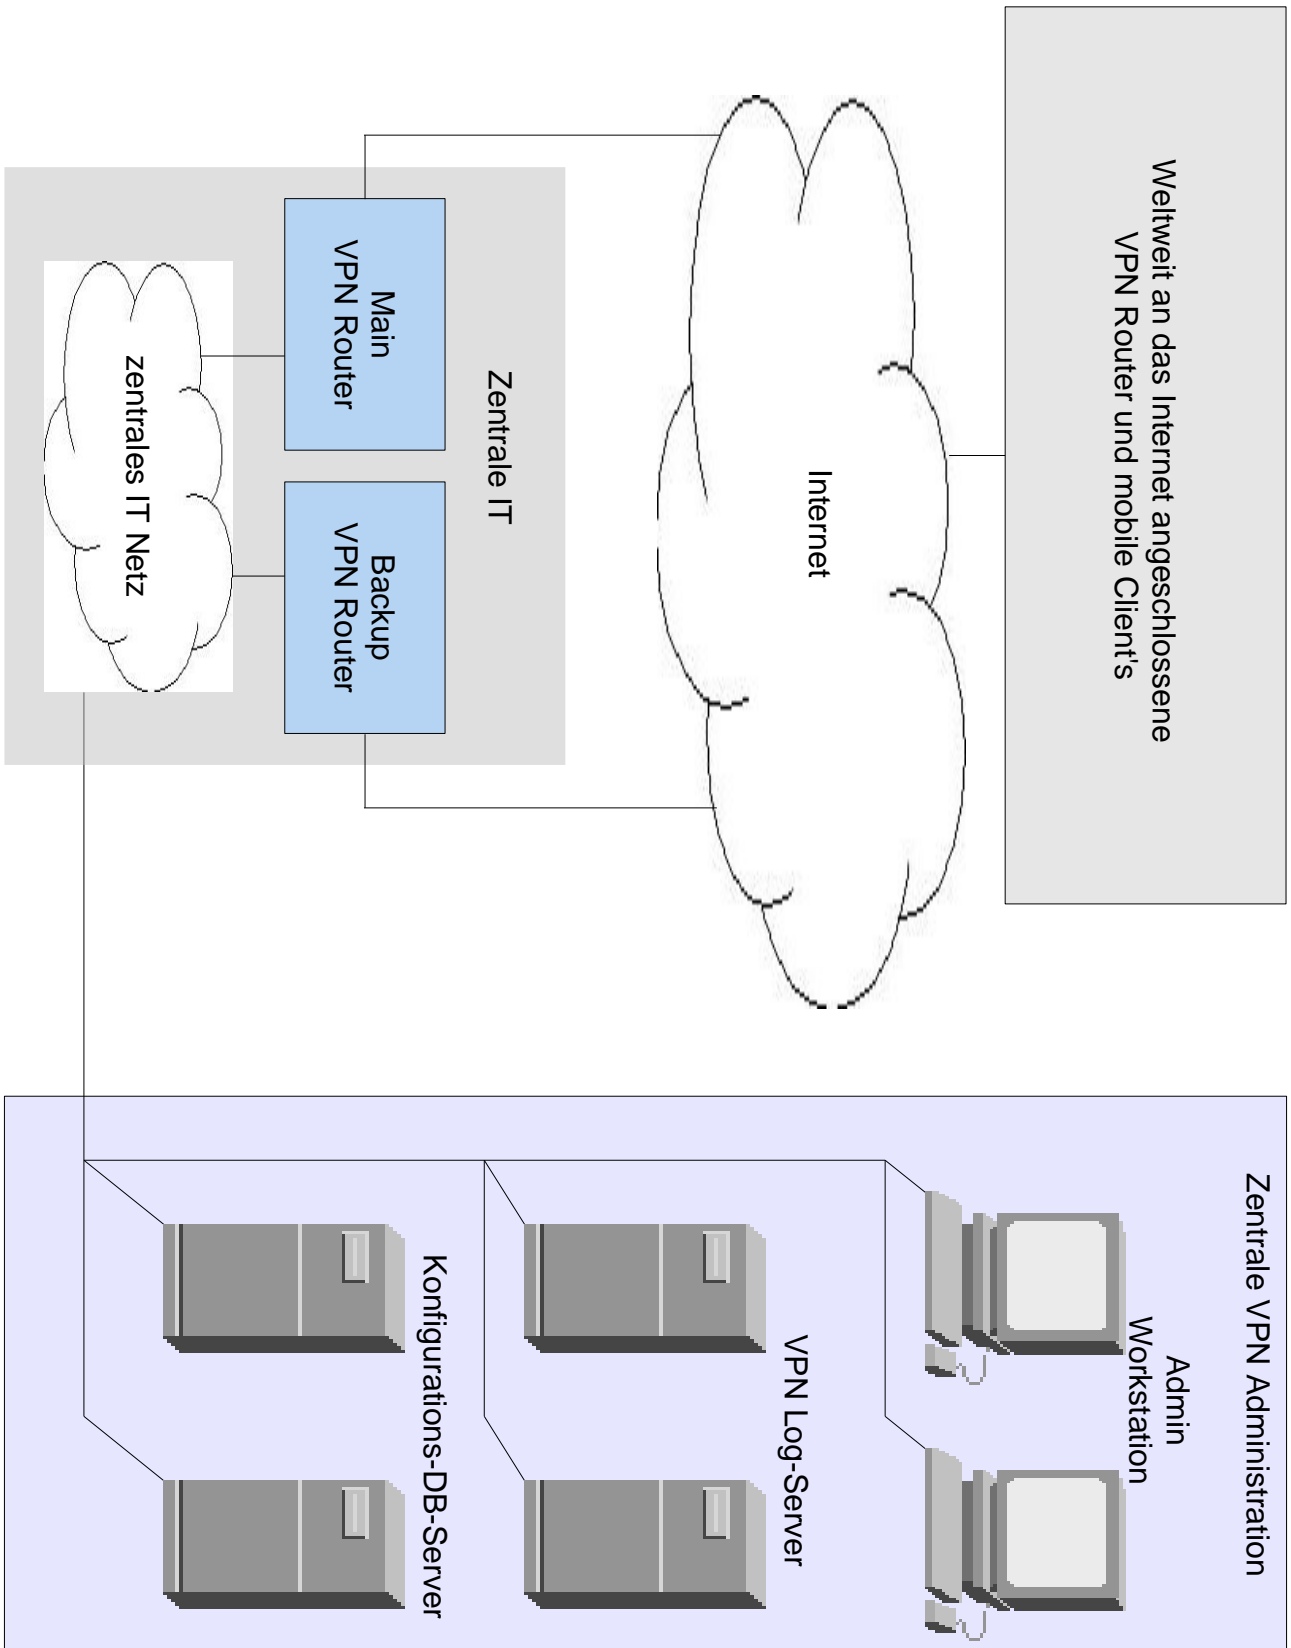 Weltweit an das Internet angeschlossene
VPN Router und mobile Client's
Internet
Zentrale IT
Main
VPN Router
Backup
VPN Router
zentrales IT Netz
Zentrale VPN Administration
Admin
Workstation
VPN Log-Server
Konfigurations-DB-Server